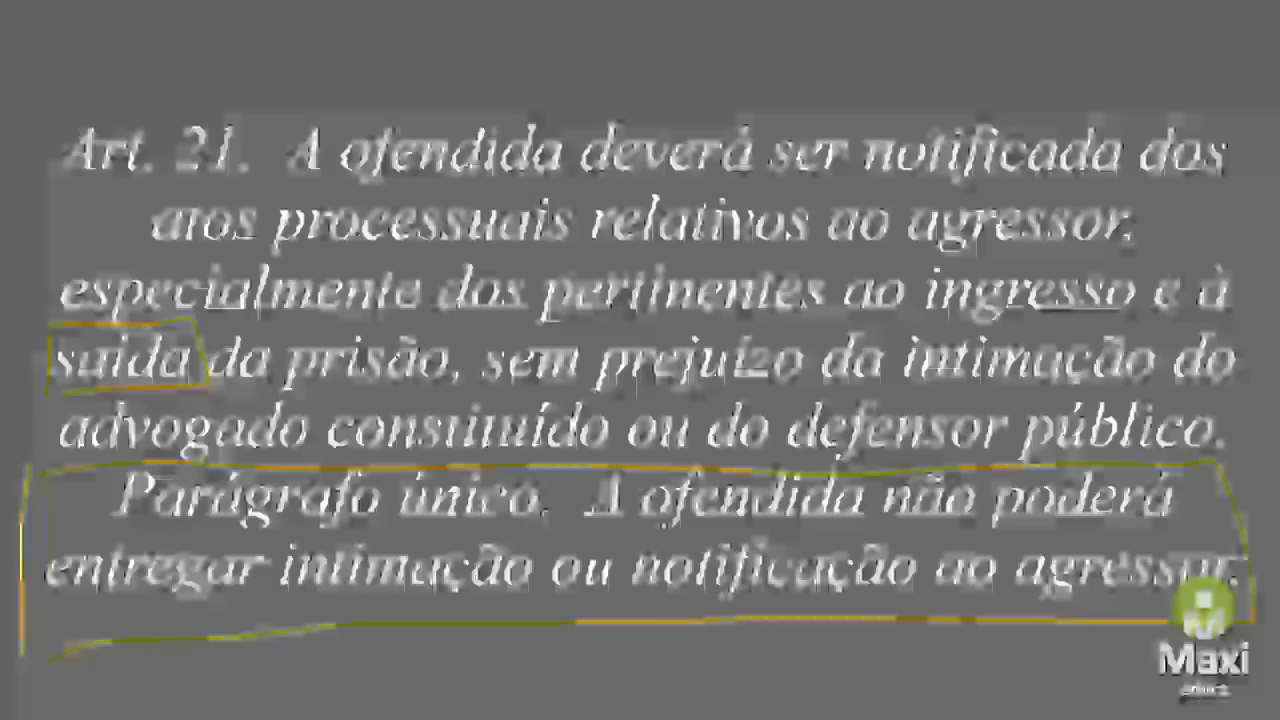 Art. 21. A ofendida deverá ser notificada dos
atos processuais relativos ao agressor,
especialmente dos pertinentes ao ingresso e à
saída da prisão, sem prejuízo da intimação do
advogado constituído ou do defensor público.
Parágrafo único. A ofendida não poderá
entregar intimação ou notificação ao agressor.
Maxi